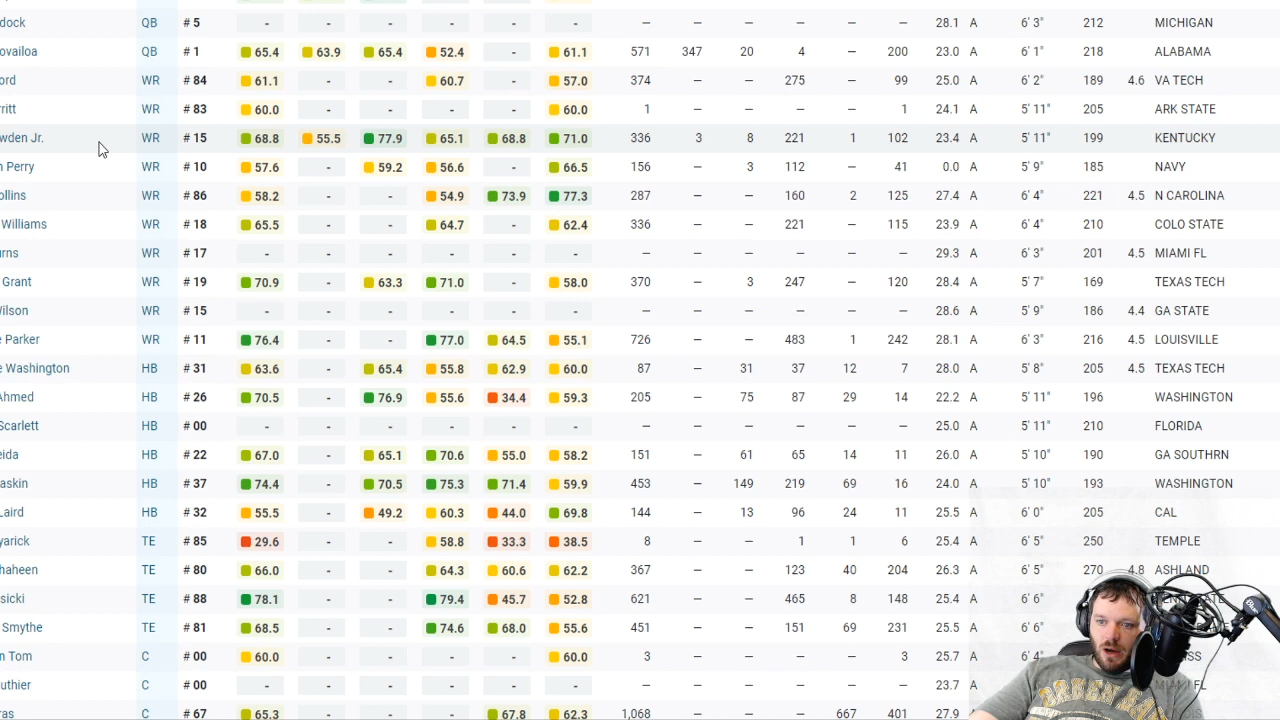 dock QB # 5 - - - - - - — — — — — — 28.1 A 6' 3" 212 MICHIGAN
ovailoa QB # 1 65.4 63.9 65.4 52.4 - 61.1 571 347 20 4 — 200 23.0 A 6' 1" 218 ALABAMA
ord WR # 84 61.1 - - 60.7 - 57.0 374 — — 275 — 99 25.0 A 6' 2" 189 4.6 VA TECH
rritt WR # 83 60.0 - - - - 60.0 1 — — — — 1 24.1 A 5' 11" 205 ARK STATE
wden Jr. WR # 15 68.8 55.5 77.9 65.1 68.8 71.0 336 3 8 221 1 102 23.4 A 5' 11" 199 KENTUCKY
n Perry WR # 10 57.6 - 59.2 56.6 - 66.5 156 — 3 112 — 41 0.0 A 5' 9" 185 NAVY
ollins WR # 86 58.2 - - 54.9 73.9 77.3 287 — — 160 2 125 27.4 A 6' 4" 221 4.5 N CAROLINA
Williams WR # 18 65.5 - - 64.7 - 62.4 336 — — 221 — 115 23.9 A 6' 4" 210 COLO STATE
urns WR # 17 - - - - - - — — — — — — 29.3 A 6' 3" 201 4.5 MIAMI FL
Grant WR # 19 70.9 - 63.3 71.0 - 58.0 370 — 3 247 — 120 28.4 A 5' 7" 169 TEXAS TECH
Wilson WR # 15 - - - - - - — — — — — — 28.6 A 5' 9" 186 4.4 GA STATE
e Parker WR # 11 76.4 - - 77.0 64.5 55.1 726 — — 483 1 242 28.1 A 6' 3" 216 4.5 LOUISVILLE
e Washington HB # 31 63.6 - 65.4 55.8 62.9 60.0 87 — 31 37 12 7 28.0 A 5' 8" 205 4.5 TEXAS TECH
Ahmed HB # 26 70.5 - 76.9 55.6 34.4 59.3 205 — 75 87 29 14 22.2 A 5' 11" 196 WASHINGTON
Scarlett HB # 00 - - - - - - — — — — — — 25.0 A 5' 11" 210 FLORIDA
eida HB # 22 67.0 - 65.1 70.6 55.0 58.2 151 — 61 65 14 11 26.0 A 5' 10" 190 GA SOUTHRN
askin HB # 37 74.4 - 70.5 75.3 71.4 59.9 453 — 149 219 69 16 24.0 A 5' 10" 193 WASHINGTON
Laird HB # 32 55.5 - 49.2 60.3 44.0 69.8 144 — 13 96 24 11 25.5 A 6' 0" 205 CAL
yarick TE # 85 29.6 - - 58.8 33.3 38.5 8 — — 1 1 6 25.4 A 6' 5" 250 TEMPLE
haheen TE # 80 66.0 - - 64.3 60.6 62.2 367 — — 123 40 204 26.3 A 6' 5" 270 4.8 ASHLAND
sicki TE # 88 78.1 - - 79.4 45.7 52.8 621 — — 465 8 148 25.4 A 6' 6"
Smythe TE # 81 68.5 - - 74.6 68.0 55.6 451 — — 151 69 231 25.5 A 6' 6"
n Tom C # 00 60.0 - - - - 60.0 3 — — — — 3 25.7 A 6' 4"
uthier C # 00 - - - - - - — — — — — — 23.7 A MIAMI FL
ras C # 67 65.3 - - - 67.8 62.3 1,068 — — — 667 401 27.9